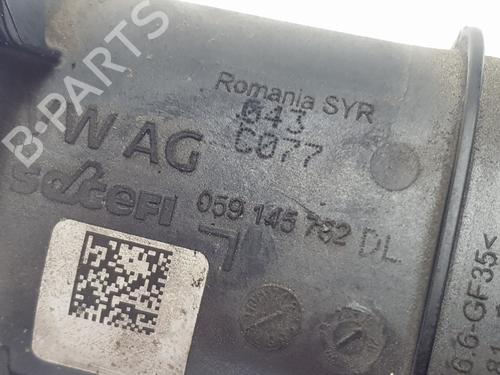 B-PARTS
Romania SYR
043
C077
W AG
SOGEFI
059 145 762 DL
6.6-GF35<